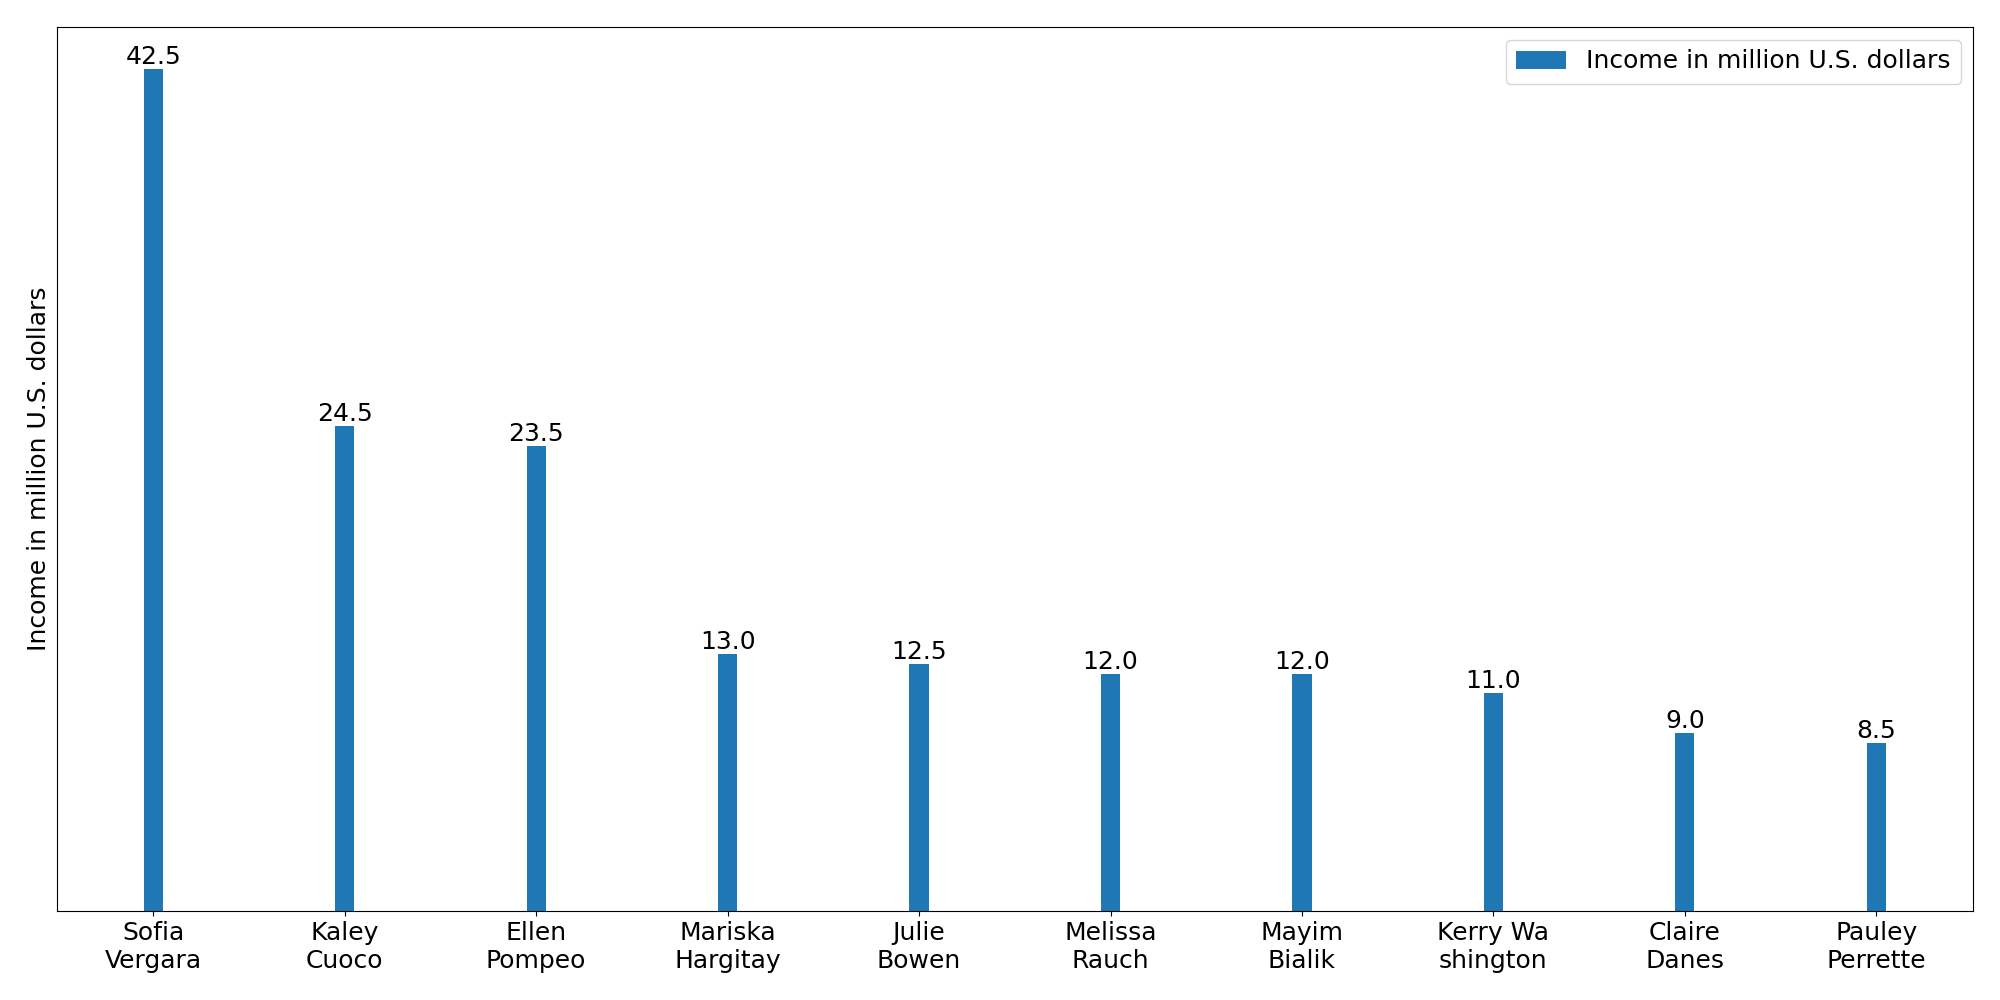 42.5
Income in million U.S. dollars
24.5
23.5
13.0
12.5
12.0
12.0
11.0
9.0
8.5
Income in million U.S. dollars
Sofia
Vergara
Kaley
Cuoco
Ellen
Pompeo
Mariska
Hargitay
Julie
Bowen
Melissa
Rauch
Mayim
Bialik
Kerry Wa
shington
Claire
Danes
Pauley
Perrette